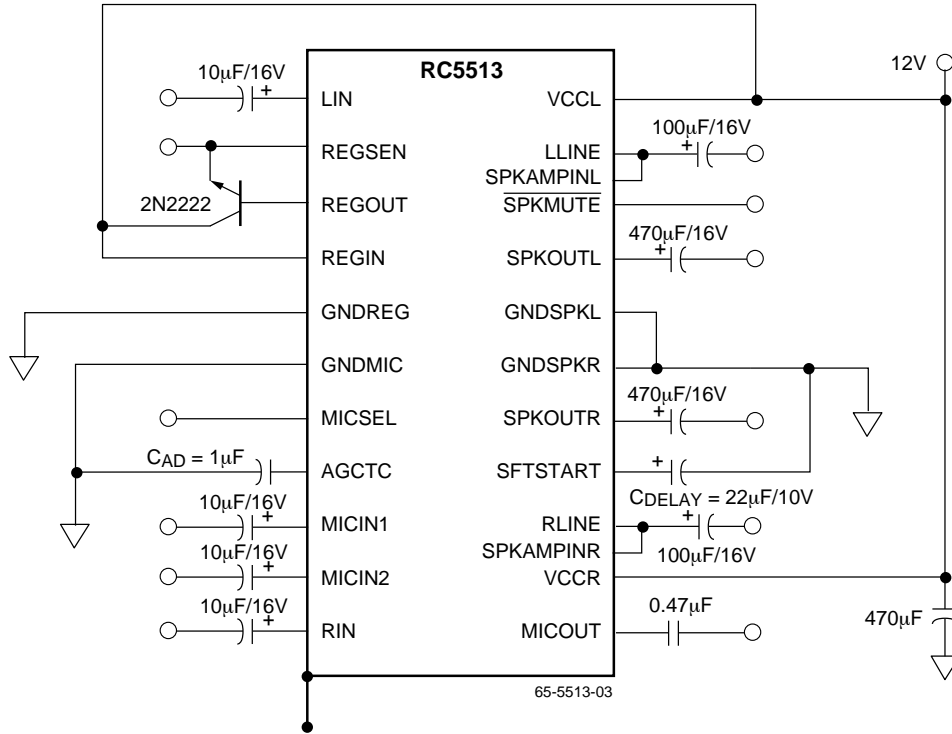 RC5513
12V
10μF/16V
+
LIN
VCCL
100μF/16V
+
REGSEN
LLINE
SPKAMPINL
2N2222
REGOUT
SPKMUTE
470μF/16V
+
REGIN
SPKOUTL
GNDREG
GNDSPKL
GNDMIC
GNDSPKR
470μF/16V
+
MICSEL
SPKOUTR
CAD = 1μF
AGCTC
SFTSTART
+
CDELAY = 22μF/10V
10μF/16V
+
MICIN1
RLINE
+
SPKAMPINR
100μF/16V
10μF/16V
+
MICIN2
VCCR
10μF/16V
+
RIN
MICOUT
0.47μF
470μF
65-5513-03